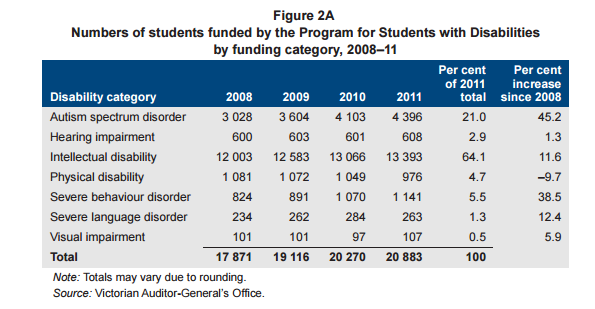 Figure 2A
Numbers of students funded by the Program for Students with Disabilities
by funding category, 2008–11
Per cent Per cent
of 2011 increase
Disability category 2008 2009 2010 2011 total since 2008
Autism spectrum disorder 3 028 3 604 4 103 4 396 21.0 45.2
Hearing impairment 600 603 601 608 2.9 1.3
Intellectual disability 12 003 12 583 13 066 13 393 64.1 11.6
Physical disability 1 081 1 072 1 049 976 4.7 –9.7
Severe behaviour disorder 824 891 1 070 1 141 5.5 38.5
Severe language disorder 234 262 284 263 1.3 12.4
Visual impairment 101 101 97 107 0.5 5.9
Total 17 871 19 116 20 270 20 883 100
Note: Totals may vary due to rounding.
Source: Victorian Auditor-General's Office.